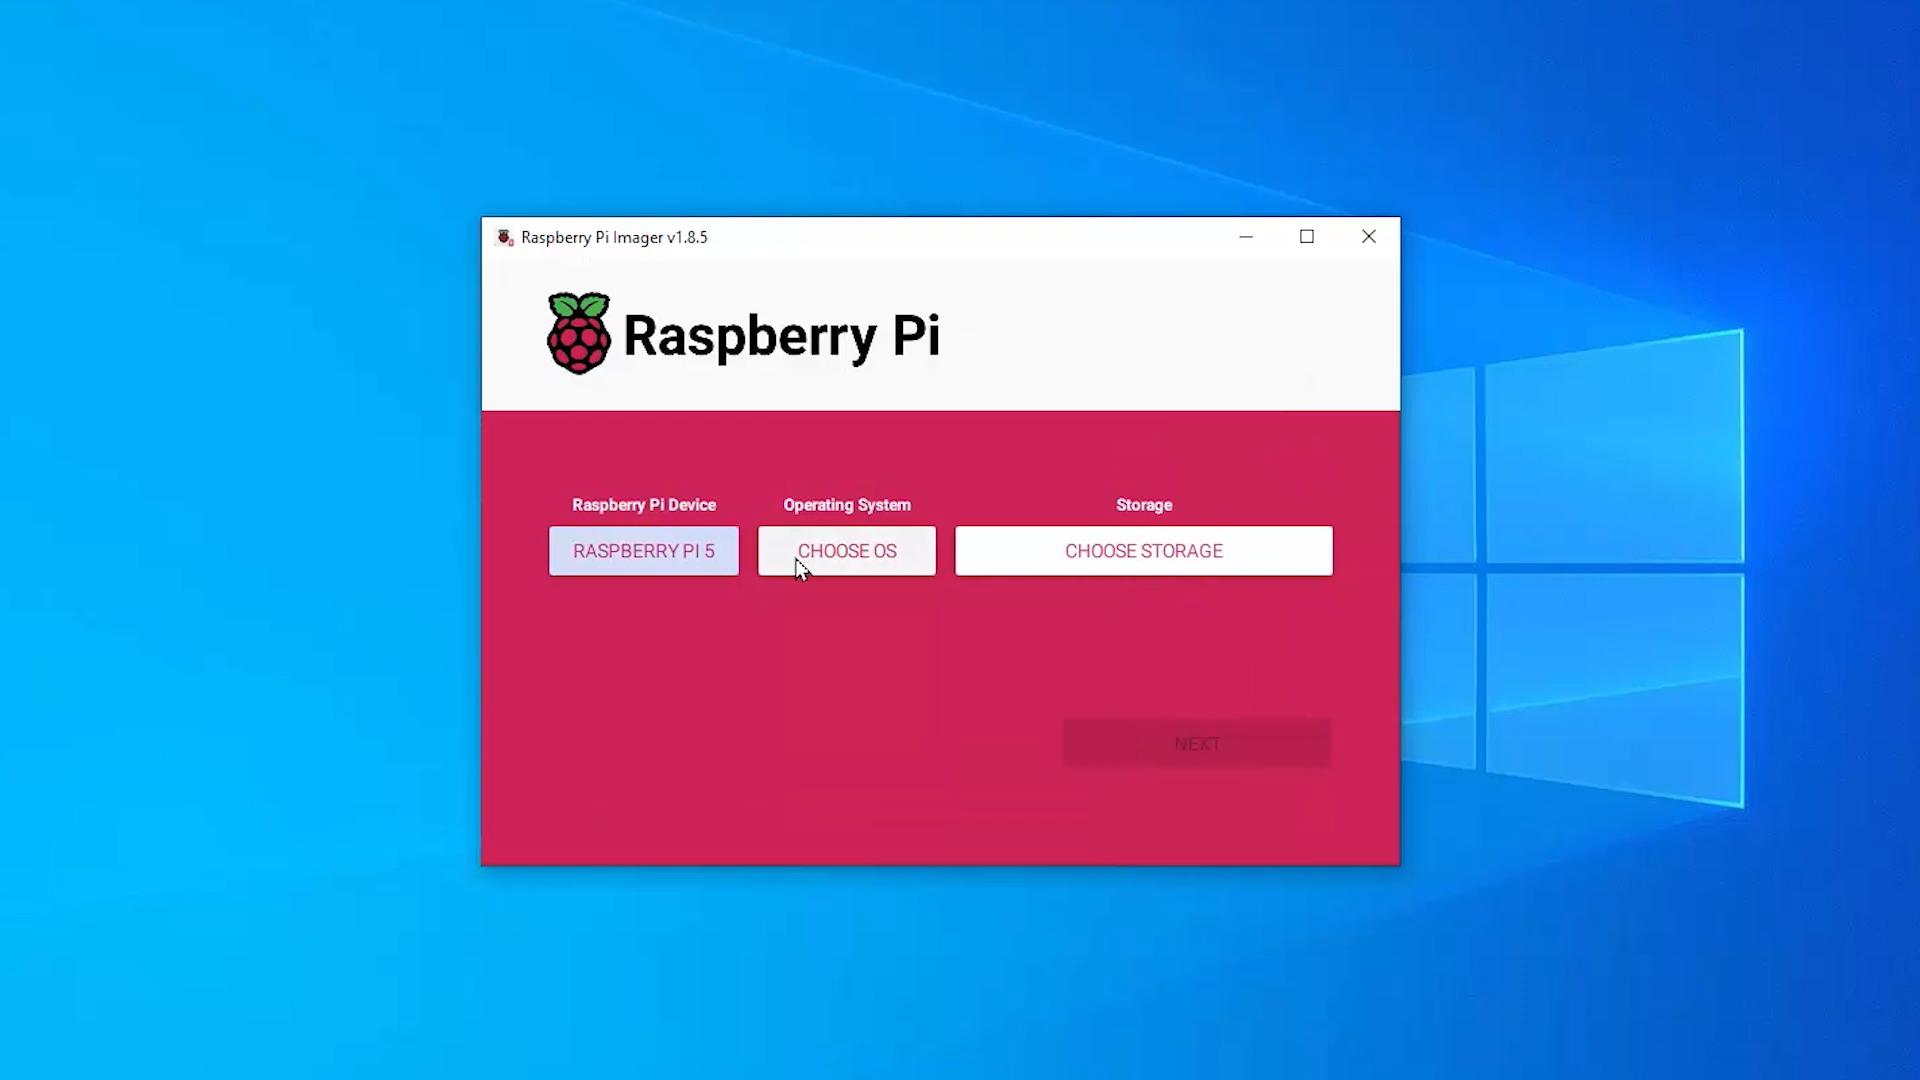 Raspberry Pi Imager v1.8.5
Raspberry Pi
Raspberry Pi Device
Operating System
Storage
RASPBERRY PI 5
CHOOSE OS
CHOOSE STORAGE
NEXT